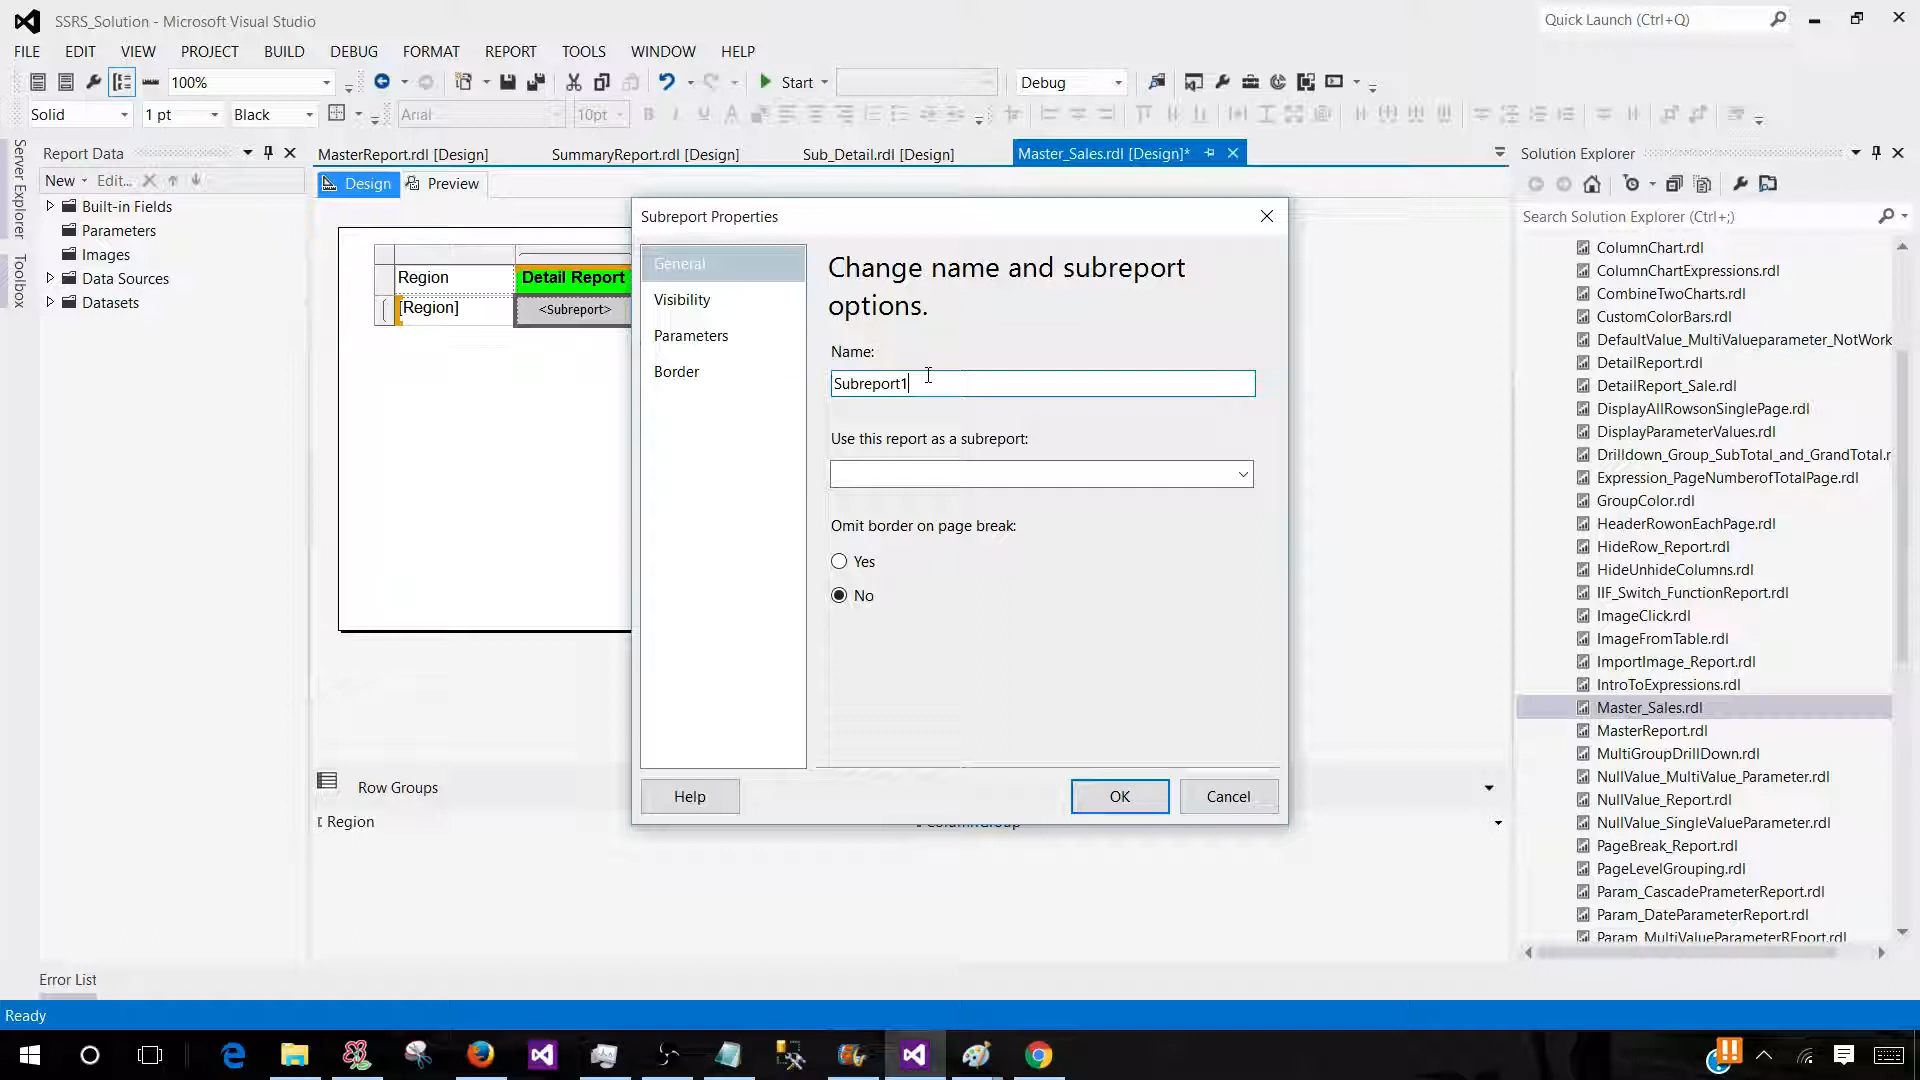 SSRS_Solution - Microsoft Visual Studio
Quick Launch (Ctrl+Q)
FILE EDIT VIEW PROJECT BUILD DEBUG FORMAT REPORT TOOLS WINDOW HELP
100%
Start
Debug
Solid
1 pt
Black
Arial
10pt
B I U A
Server Explorer
Toolbox
Report Data
New Edit...
Built-in Fields
Parameters
Images
Data Sources
Datasets
MasterReport.rdl [Design]
SummaryReport.rdl [Design]
Sub_Detail.rdl [Design]
Master_Sales.rdl [Design]*
Design
Preview
Region
Detail Report
[Region]
<Subreport>
Row Groups
Region
Subreport Properties
General
Visibility
Parameters
Border
Change name and subreport
options.
Name:
Subreport1
Use this report as a subreport:
Omit border on page break:
Yes
No
Help
OK
Cancel
Solution Explorer
Search Solution Explorer (Ctrl+;)
ColumnChart.rdl
ColumnChartExpressions.rdl
CombineTwoCharts.rdl
CustomColorBars.rdl
DefaultValue_MultiValueparameter_NotWork
DetailReport.rdl
DetailReport_Sale.rdl
DisplayAllRowsonSinglePage.rdl
DisplayParameterValues.rdl
Drilldown_Group_SubTotal_and_GrandTotal.r
Expression_PageNumberofTotalPage.rdl
GroupColor.rdl
HeaderRowonEachPage.rdl
HideRow_Report.rdl
HideUnhideColumns.rdl
IIF_Switch_FunctionReport.rdl
ImageClick.rdl
ImageFromTable.rdl
ImportImage_Report.rdl
IntroToExpressions.rdl
Master_Sales.rdl
MasterReport.rdl
MultiGroupDrillDown.rdl
NullValue_MultiValue_Parameter.rdl
NullValue_Report.rdl
NullValue_SingleValueParameter.rdl
PageBreak_Report.rdl
PageLevelGrouping.rdl
Param_CascadePrameterReport.rdl
Param_DateParameterReport.rdl
Param_MultiValueParameterREport.rdl
Error List
Ready